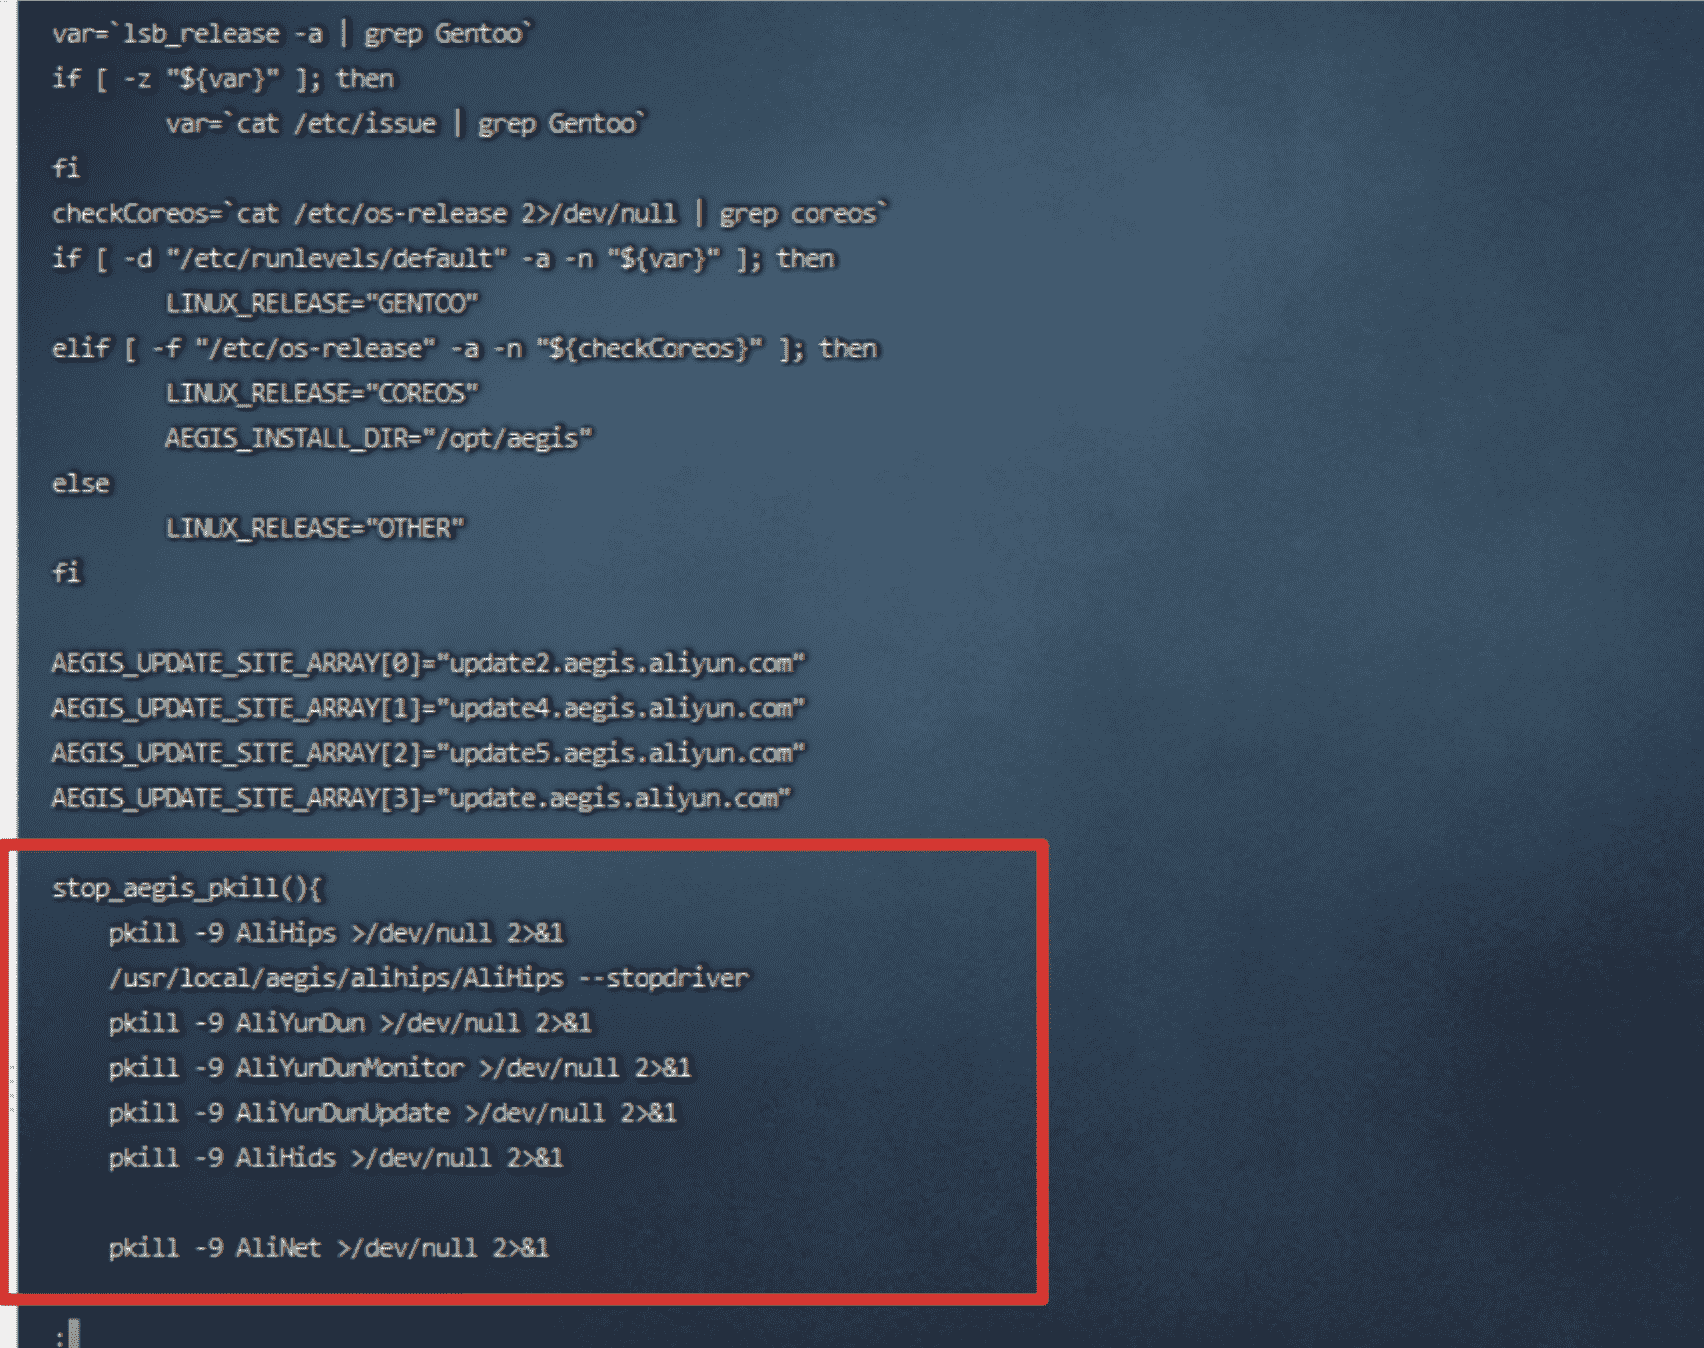 var=`lsb_release -a | grep Gentoo`
if [ -z "${var}" ]; then
        var=`cat /etc/issue | grep Gentoo`
fi
checkCoreos=`cat /etc/os-release 2>/dev/null | grep coreos`
if [ -d "/etc/runlevels/default" -a -n "${var}" ]; then
        LINUX_RELEASE="GENTOO"
elif [ -f "/etc/os-release" -a -n "${checkCoreos}" ]; then
        LINUX_RELEASE="COREOS"
        AEGIS_INSTALL_DIR="/opt/aegis"
else
        LINUX_RELEASE="OTHER"
fi

AEGIS_UPDATE_SITE_ARRAY[0]="update2.aegis.aliyun.com"
AEGIS_UPDATE_SITE_ARRAY[1]="update4.aegis.aliyun.com"
AEGIS_UPDATE_SITE_ARRAY[2]="update5.aegis.aliyun.com"
AEGIS_UPDATE_SITE_ARRAY[3]="update.aegis.aliyun.com"

stop_aegis_pkill(){
    pkill -9 AliHips >/dev/null 2>&1
    /usr/local/aegis/alihips/AliHips --stopdriver
    pkill -9 AliYunDun >/dev/null 2>&1
    pkill -9 AliYunDunMonitor >/dev/null 2>&1
    pkill -9 AliYunDunUpdate >/dev/null 2>&1
    pkill -9 AliHids >/dev/null 2>&1

    pkill -9 AliNet >/dev/null 2>&1

: